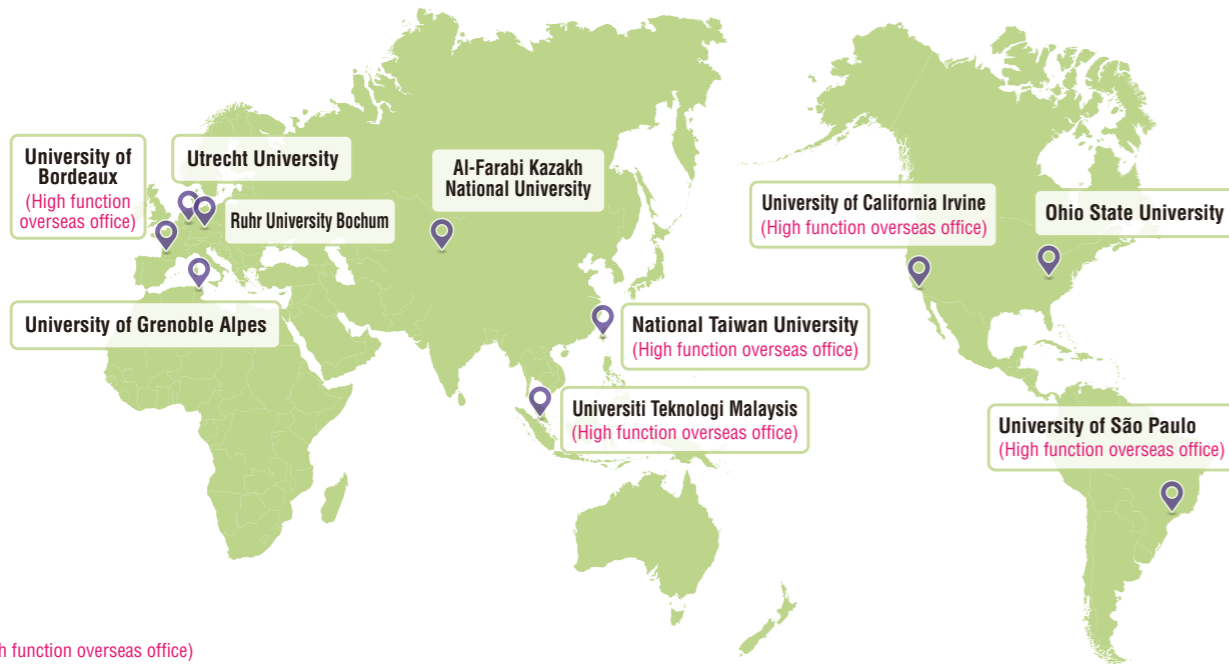 University of
Bordeaux
(High function
overseas office)
Utrecht University
Ruhr University Bochum
Al-Farabi Kazakh
National University
University of California Irvine
(High function overseas office)
Ohio State University
University of Grenoble Alpes
National Taiwan University
(High function overseas office)
Universiti Teknologi Malaysis
(High function overseas office)
University of São Paulo
(High function overseas office)
function overseas office)